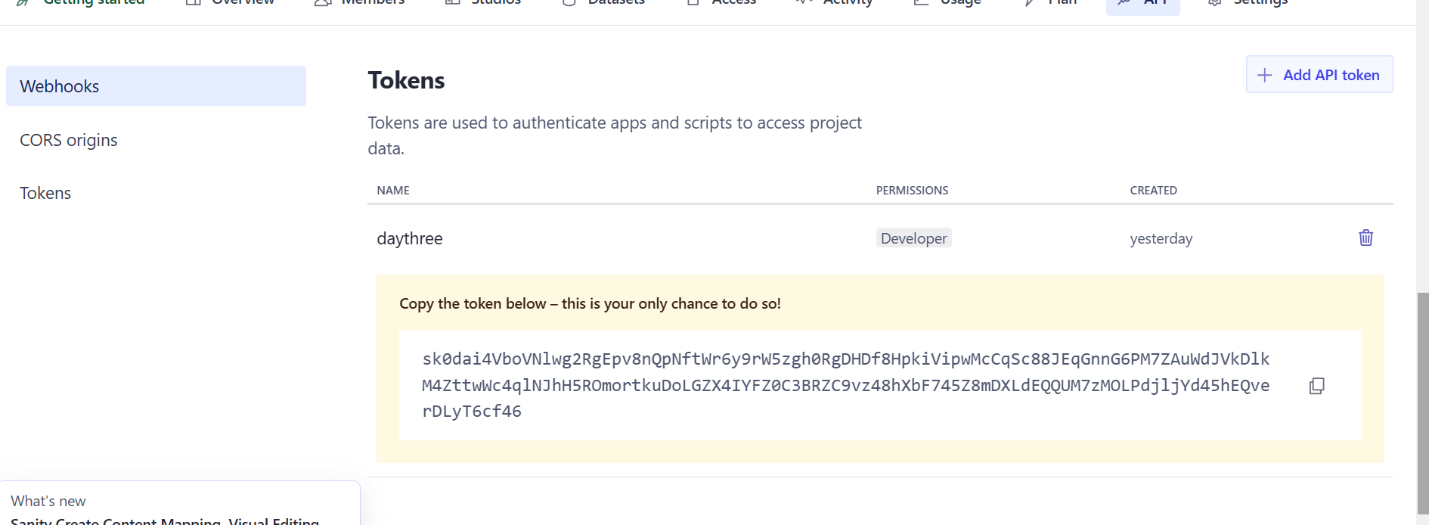 Getting started Overview Members Studios Datasets Access Activity Usage Plan API Settings
Webhooks
CORS origins
Tokens
Tokens
Add API token
Tokens are used to authenticate apps and scripts to access project
data.
NAME PERMISSIONS CREATED
daythree Developer yesterday
Copy the token below – this is your only chance to do so!
sk0dai4VboVNlwg2RgEpv8nQpNftWr6y9rW5zgh0RgDHDf8HpkiVipwMcCqSc88JEqGnnG6PM7ZAuWdJVkDlk
M4ZttwWc4qlNJhH5ROmortkuDoLGZX4IYFZ0C3BRZC9vz48hXbF745Z8mDXLdEQQUM7zMOLPdjljYd45hEQve
rDLyT6cf46
What's new
Sanity Create Content Mapping, Visual Editing